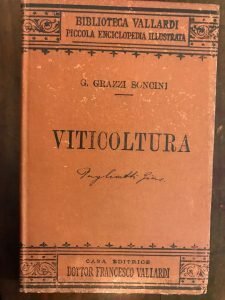 BIBLIOTECA VALLARDI
PICCOLA ENCICLOPEDIA ILLUSTRATA
G. GRAZZI SONCINI
VITICOLTURA
CASA EDITRICE
DOTTOR FRANCESCO VALLARDI